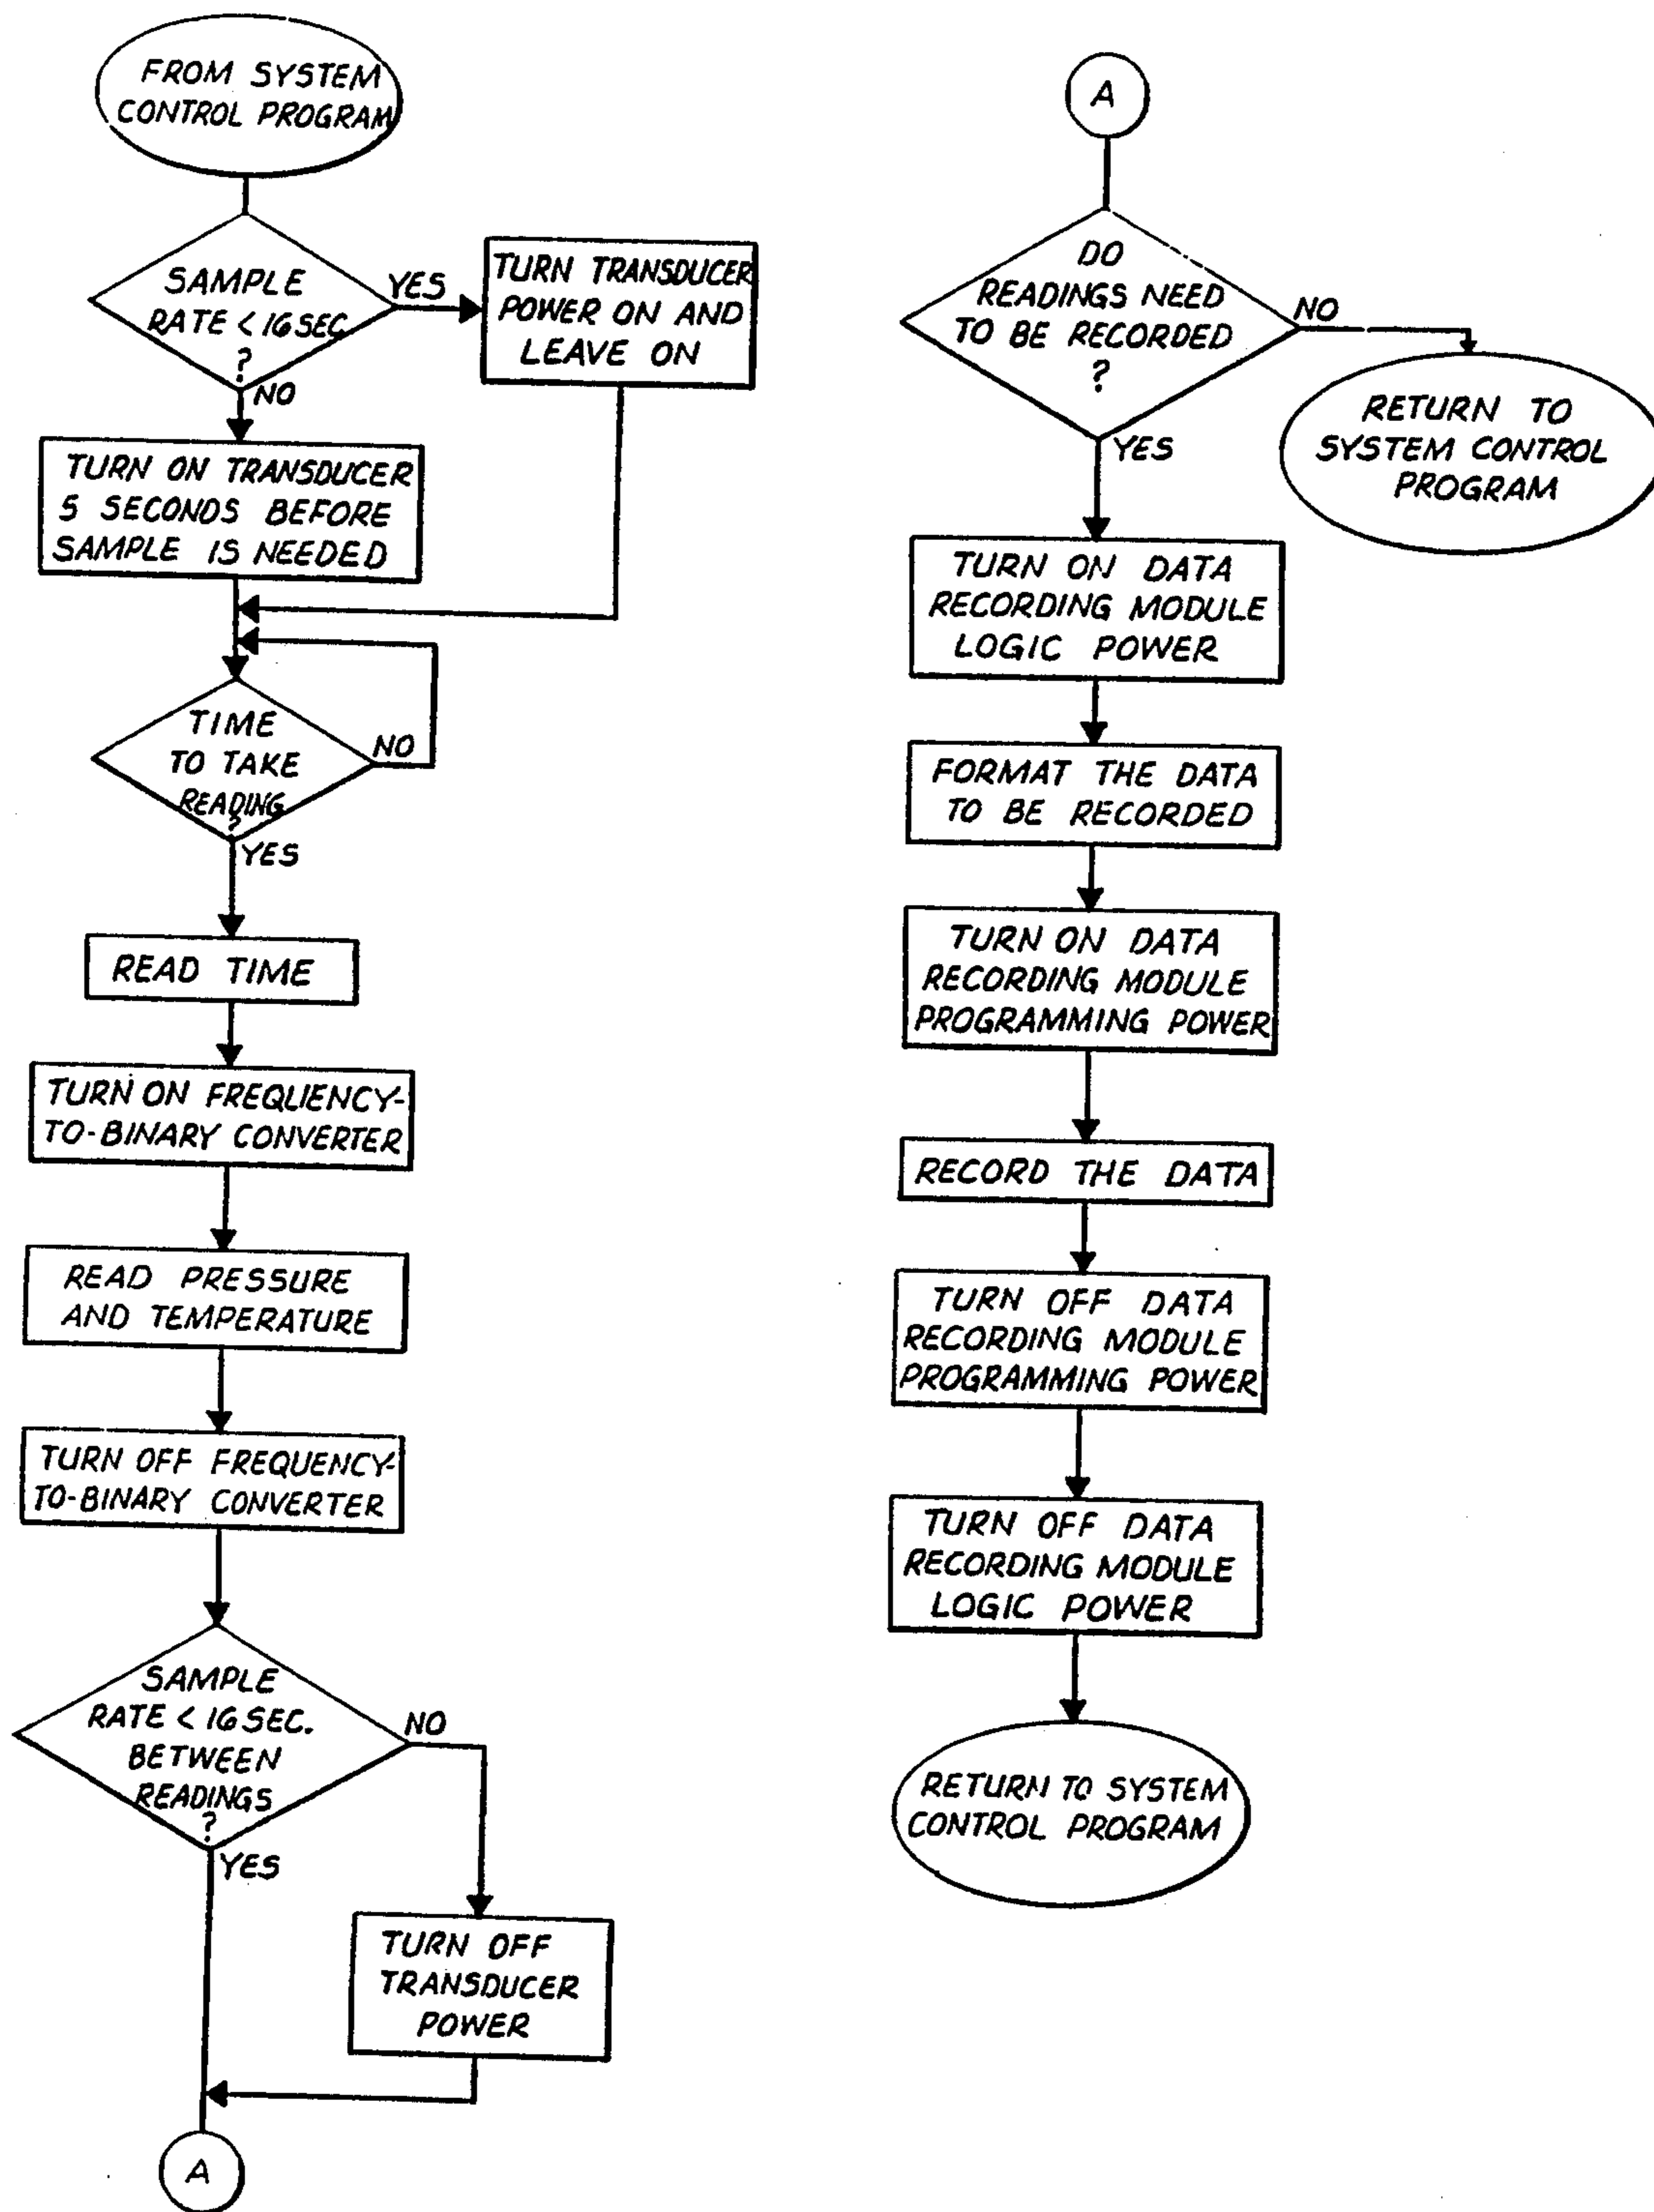 FROM SYSTEM
CONTROL PROGRAM
SAMPLE
RATE < 16 SEC
?
YES
TURN TRANSDUCER
POWER ON AND
LEAVE ON
NO
TURN ON TRANSDUCER
5 SECONDS BEFORE
SAMPLE IS NEEDED
TIME
TO TAKE
READING
?
NO
YES
READ TIME
TURN ON FREQUENCY-
TO-BINARY CONVERTER
READ PRESSURE
AND TEMPERATURE
TURN OFF FREQUENCY-
TO-BINARY CONVERTER
SAMPLE
RATE < 16 SEC.
BETWEEN
READINGS
?
NO
YES
TURN OFF
TRANSDUCER
POWER
A
A
DO
READINGS NEED
TO BE RECORDED
?
NO
RETURN TO
SYSTEM CONTROL
PROGRAM
YES
TURN ON DATA
RECORDING MODULE
LOGIC POWER
FORMAT THE DATA
TO BE RECORDED
TURN ON DATA
RECORDING MODULE
PROGRAMMING POWER
RECORD THE DATA
TURN OFF DATA
RECORDING MODULE
PROGRAMMING POWER
TURN OFF DATA
RECORDING MODULE
LOGIC POWER
RETURN TO SYSTEM
CONTROL PROGRAM